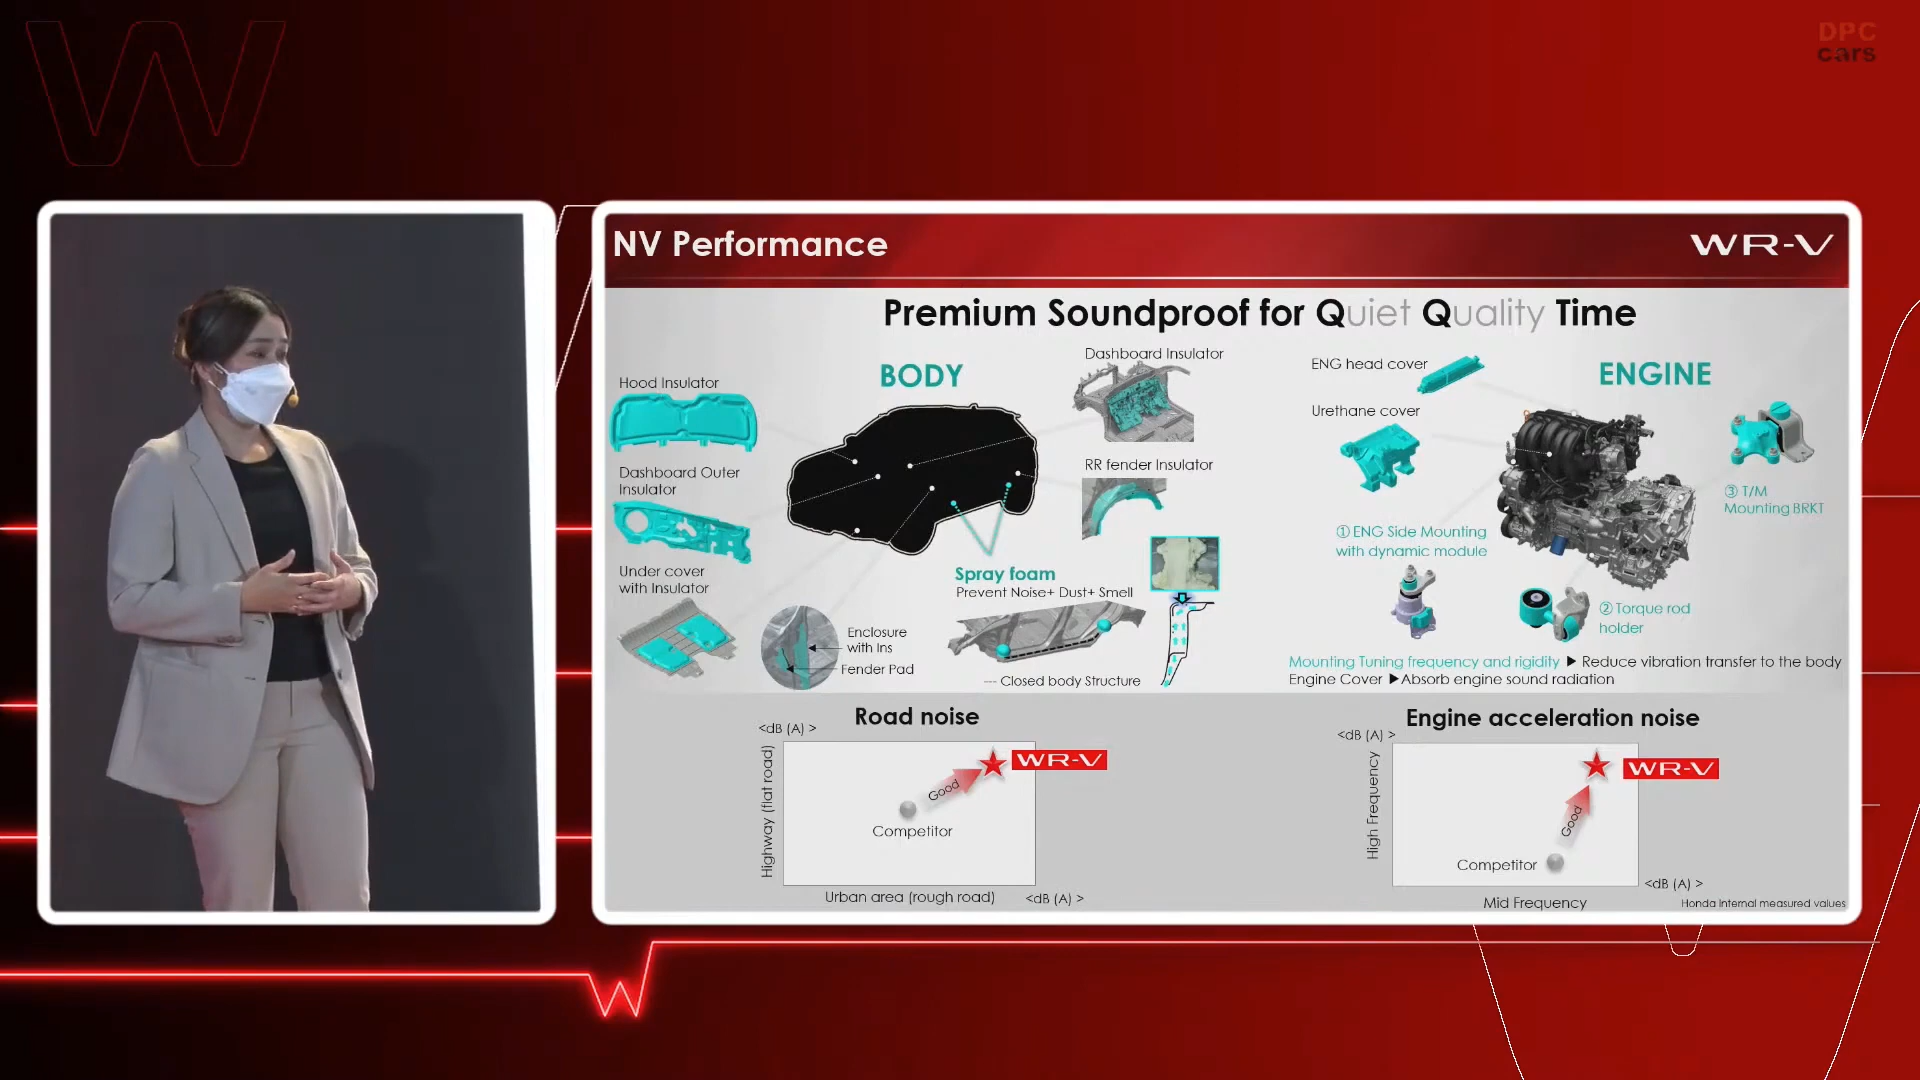 DPC
cars
W
NV Performance
WR-V
Premium Soundproof for Quiet Quality Time
BODY
Hood Insulator
Dashboard Outer
Insulator
Under cover
with Insulator
Dashboard Insulator
RR fender Insulator
Spray foam
Prevent Noise+ Dust+ Smell
Enclosure
with Ins
Fender Pad
--- Closed body Structure
ENGINE
ENG head cover
Urethane cover
① ENG Side Mounting
with dynamic module
② Torque rod
holder
③ T/M
Mounting BRKT
Mounting Tuning frequency and rigidity ▶ Reduce vibration transfer to the body
Engine Cover ▶Absorb engine sound radiation
Road noise
<dB (A) >
Highway (flat road)
WR-V
Good
Competitor
Urban area (rough road)
<dB (A) >
Engine acceleration noise
<dB (A) >
High Frequency
WR-V
Good
Competitor
<dB (A) >
Mid Frequency
Honda internal measured values
W